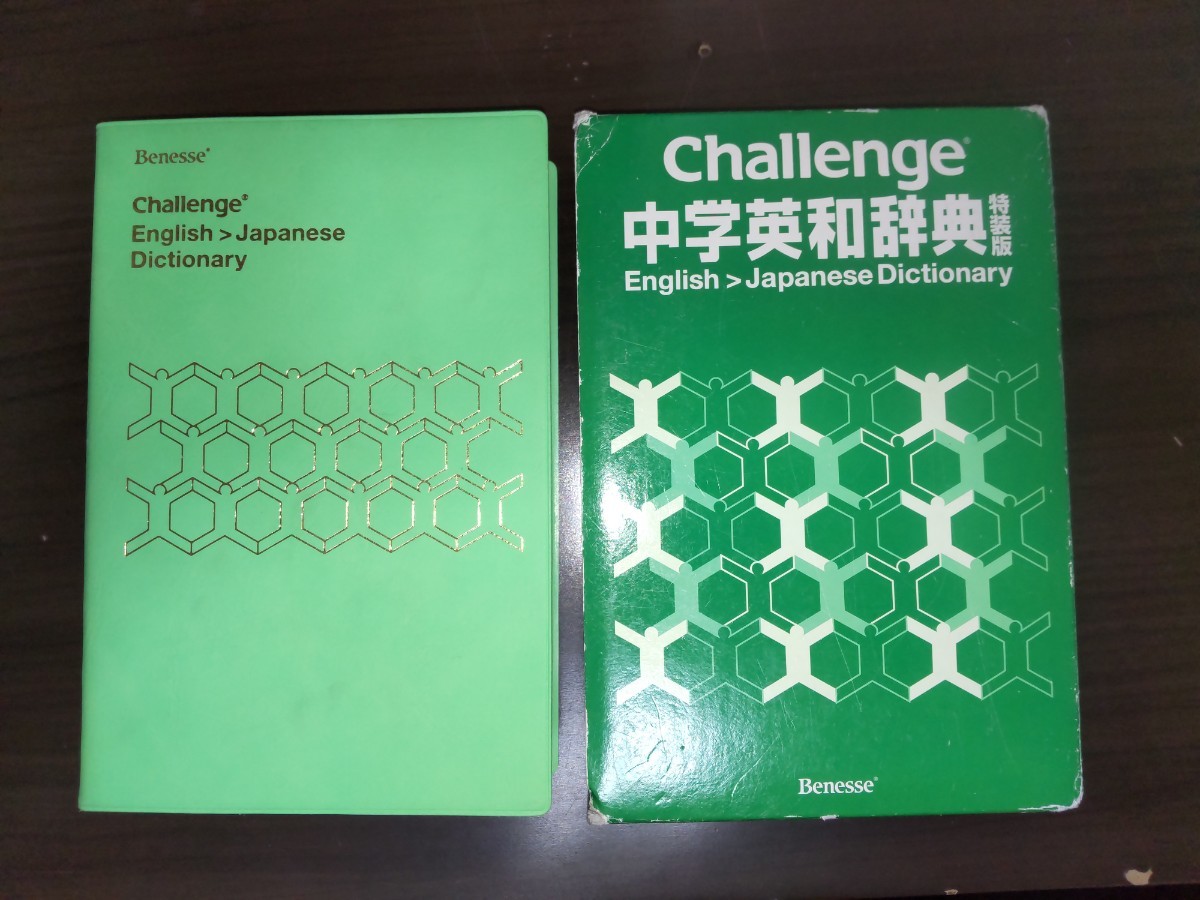 Benesse®
Challenge®
English > Japanese
Dictionary
Challenge®
中学英和辞典 特装版
English > Japanese Dictionary
Benesse®